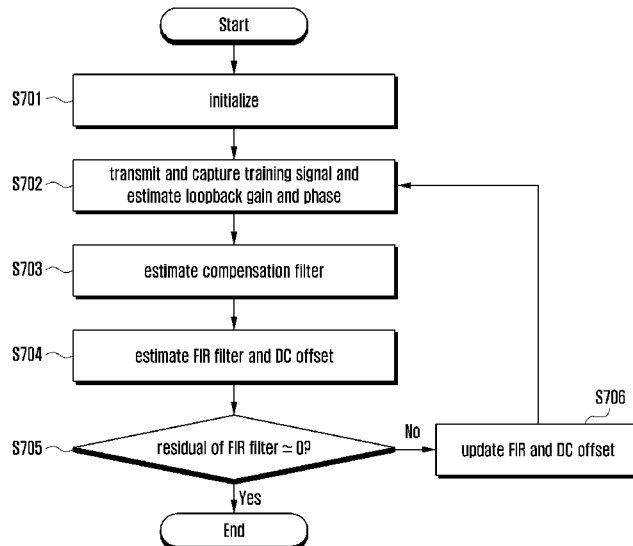 Start
S701
initialize
S702
transmit and capture training signal and
estimate loopback gain and phase
S703
estimate compensation filter
S704
estimate FIR filter and DC offset
S705
residual of FIR filter ≃ 0?
No
S706
update FIR and DC offset
Yes
End